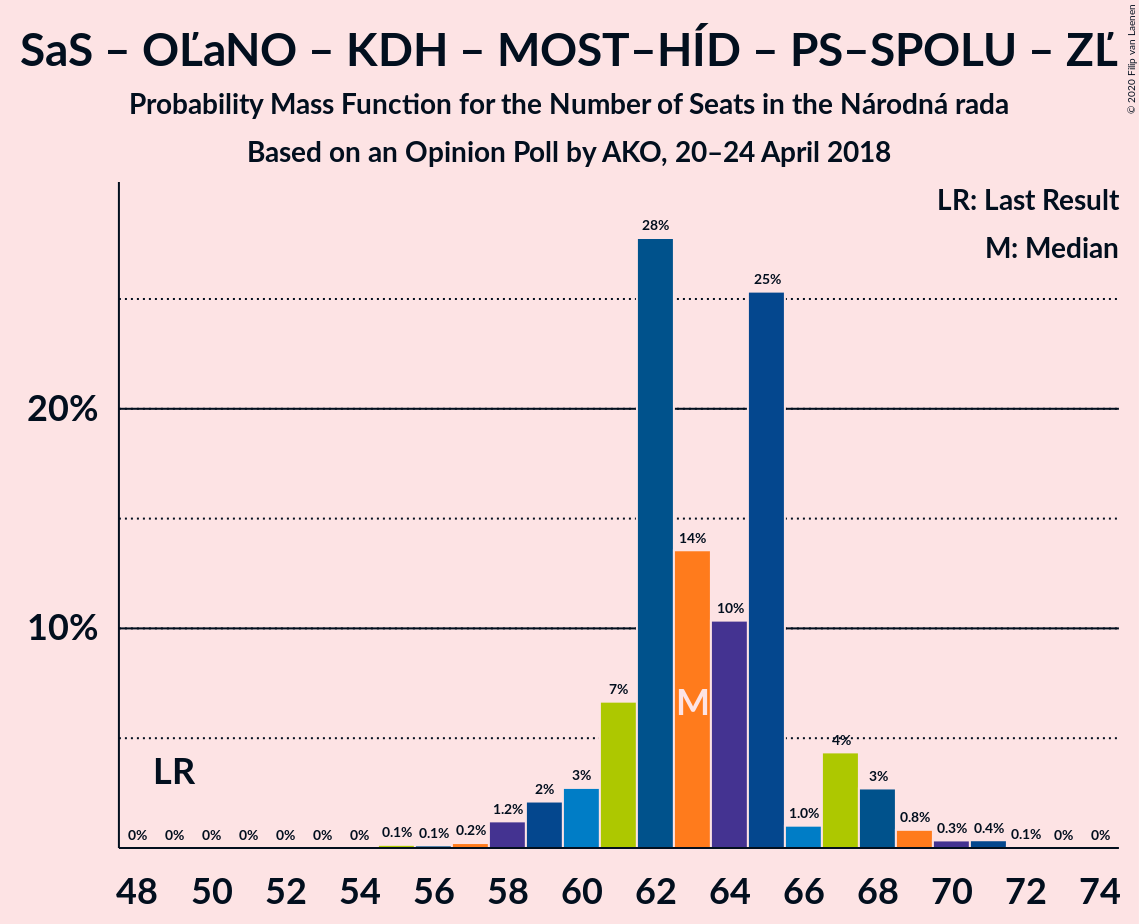 SaS – OĽaNO – KDH – MOST–HÍD – PS–SPOLU – ZĽ
Probability Mass Function for the Number of Seats in the Národná rada
Based on an Opinion Poll by AKO, 20–24 April 2018
© 2020 Filip van Laenen
LR: Last Result
M: Median
28%
25%
20%
14%
10%
10%
7%
M
4%
LR
3%
3%
2%
1.2%
1.0%
0.8%
0% 0% 0% 0% 0% 0% 0% 0.1% 0.1% 0.2% 0.3% 0.4% 0.1% 0% 0%
48 50 52 54 56 58 60 62 64 66 68 70 72 74